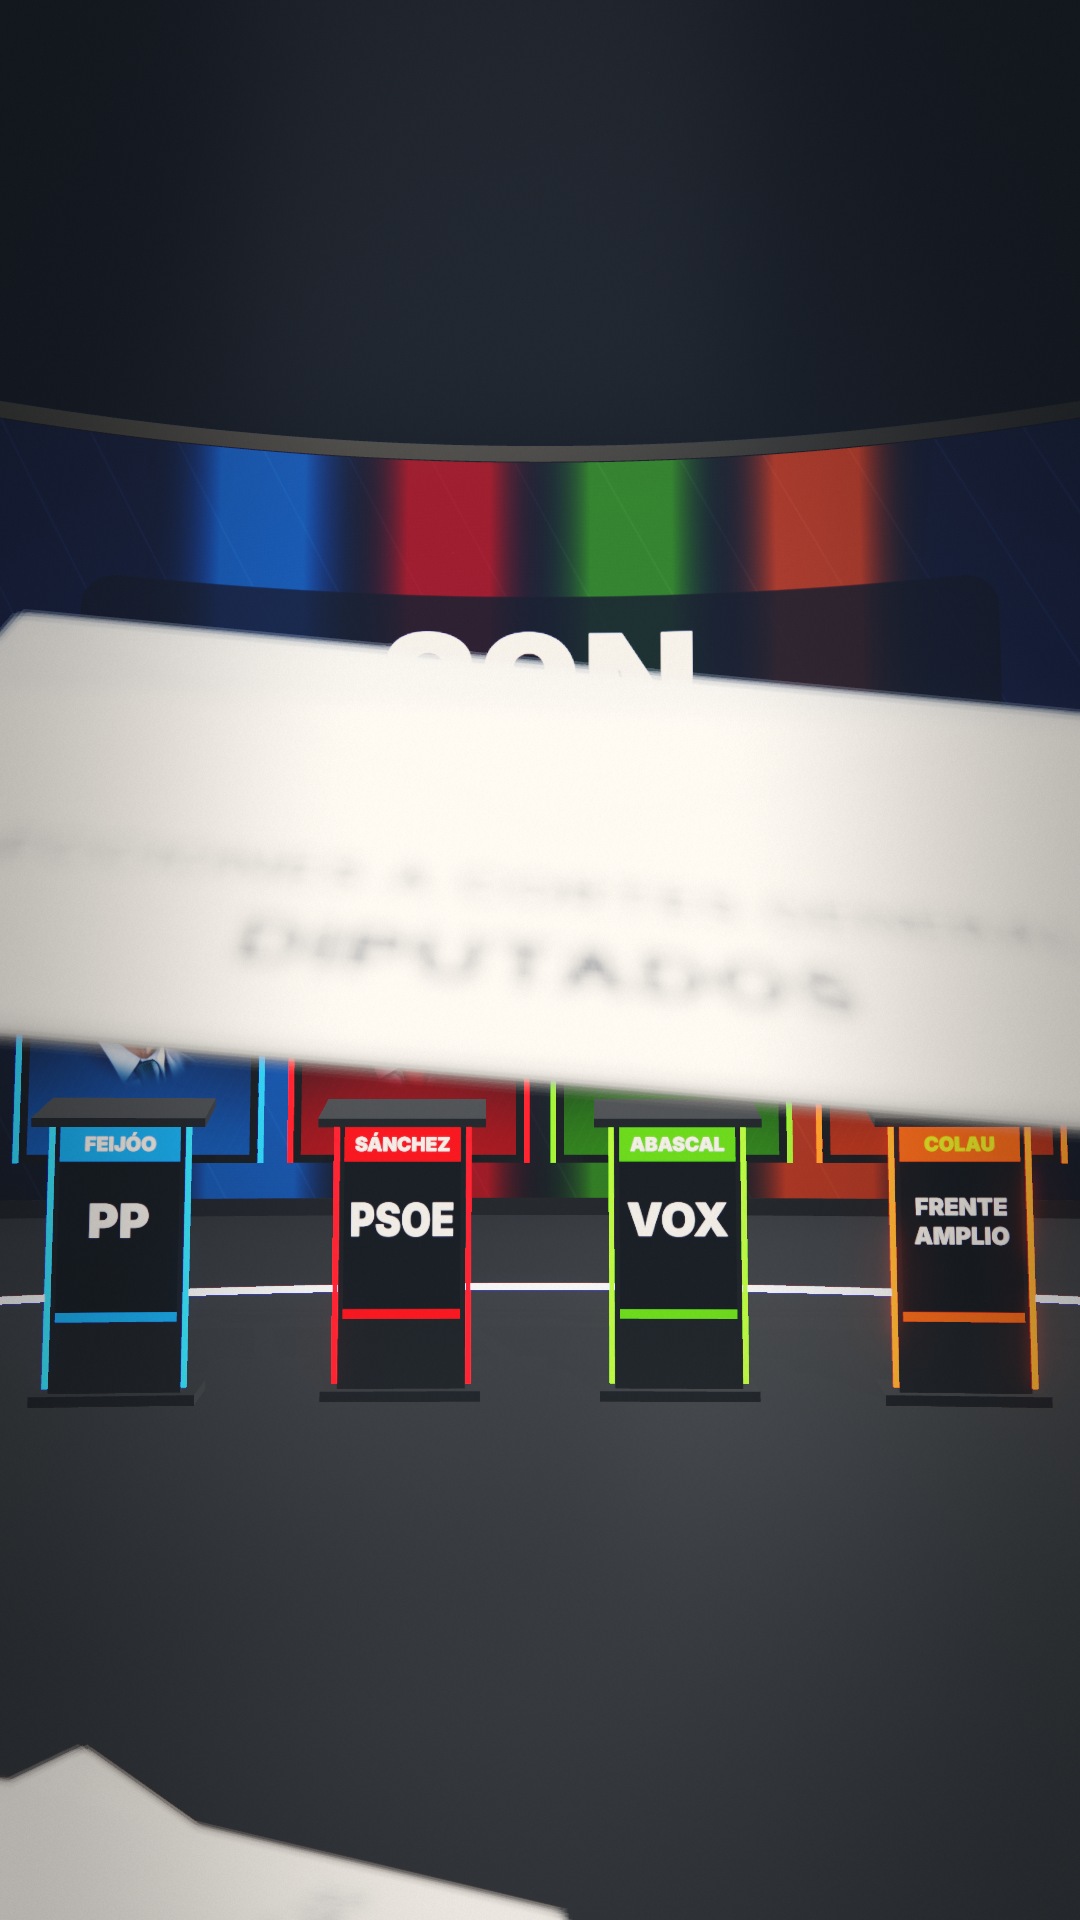 DIPUTADOS
FEIJÓO
SÁNCHEZ
ABASCAL
COLAU
PP
PSOE
VOX
FRENTE
AMPLIO